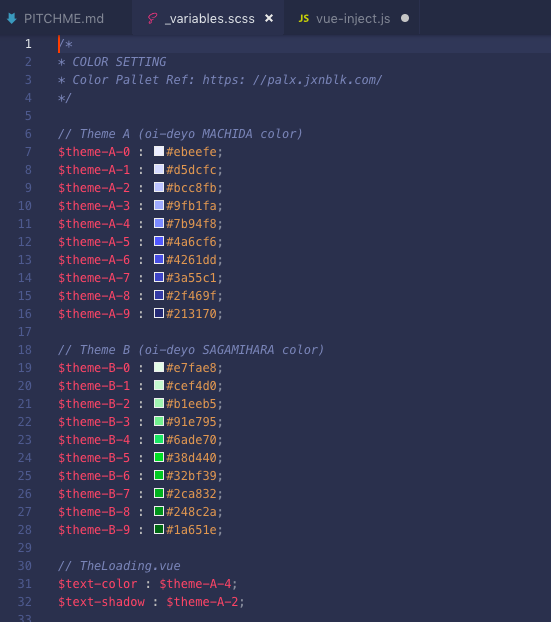 PITCHME.md _variables.scss × JS vue-inject.js
1 /*
2 * COLOR SETTING
3 * Color Pallet Ref: https: //palx.jxnblk.com/
4 */
5
6 // Theme A (oi-deyo MACHIDA color)
7 $theme-A-0 : #ebeefe;
8 $theme-A-1 : #d5dcfc;
9 $theme-A-2 : #bcc8fb;
10 $theme-A-3 : #9fb1fa;
11 $theme-A-4 : #7b94f8;
12 $theme-A-5 : #4a6cf6;
13 $theme-A-6 : #4261dd;
14 $theme-A-7 : #3a55c1;
15 $theme-A-8 : #2f469f;
16 $theme-A-9 : #213170;
17
18 // Theme B (oi-deyo SAGAMIHARA color)
19 $theme-B-0 : #e7fae8;
20 $theme-B-1 : #cef4d0;
21 $theme-B-2 : #b1eeb5;
22 $theme-B-3 : #91e795;
23 $theme-B-4 : #6ade70;
24 $theme-B-5 : #38d440;
25 $theme-B-6 : #32bf39;
26 $theme-B-7 : #2ca832;
27 $theme-B-8 : #248c2a;
28 $theme-B-9 : #1a651e;
29
30 // TheLoading.vue
31 $text-color : $theme-A-4;
32 $text-shadow : $theme-A-2;
33